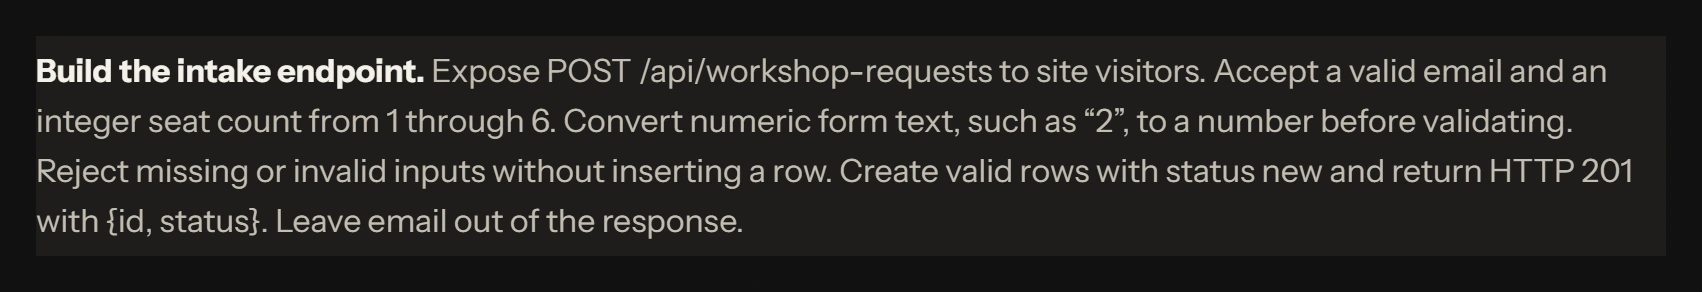 Build the intake endpoint. Expose POST /api/workshop-requests to site visitors. Accept a valid email and an
integer seat count from 1 through 6. Convert numeric form text, such as “2”, to a number before validating.
Reject missing or invalid inputs without inserting a row. Create valid rows with status new and return HTTP 201
with {id, status}. Leave email out of the response.